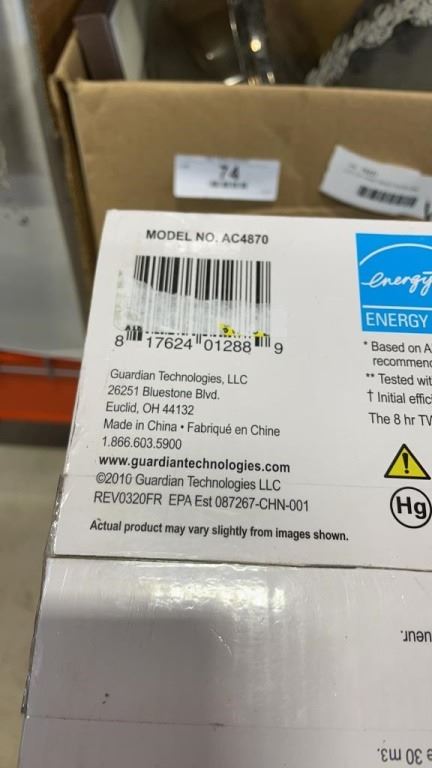 74
MODEL NO. AC4870
8 17624 01288 9
Guardian Technologies, LLC
26251 Bluestone Blvd.
Euclid, OH 44132
Made in China • Fabriqué en Chine
1.866.603.5900
www.guardiantechnologies.com
©2010 Guardian Technologies LLC
REV0320FR EPA Est 087267-CHN-001
Actual product may vary slightly from images shown.
energy
ENERGY
* Based on
** Tested
† Initial
The 8 hr TV
Hg
30 m3.